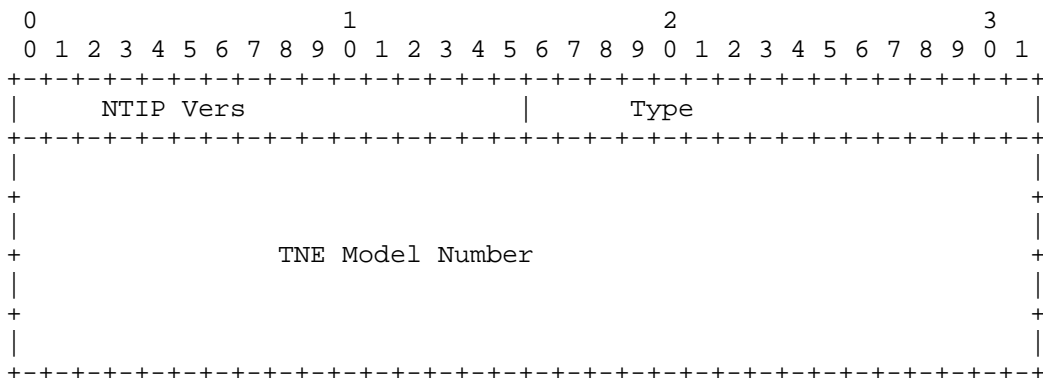 0                   1                   2                   3
0 1 2 3 4 5 6 7 8 9 0 1 2 3 4 5 6 7 8 9 0 1 2 3 4 5 6 7 8 9 0 1
+-+-+-+-+-+-+-+-+-+-+-+-+-+-+-+-+-+-+-+-+-+-+-+-+-+-+-+-+-+-+-+-+
|     NTIP Vers                 |      Type                     |
+-+-+-+-+-+-+-+-+-+-+-+-+-+-+-+-+-+-+-+-+-+-+-+-+-+-+-+-+-+-+-+-+
|                                                               |
+                                                               +
|                                                               |
+                TNE Model Number                               +
|                                                               |
+                                                               +
|                                                               |
+-+-+-+-+-+-+-+-+-+-+-+-+-+-+-+-+-+-+-+-+-+-+-+-+-+-+-+-+-+-+-+-+